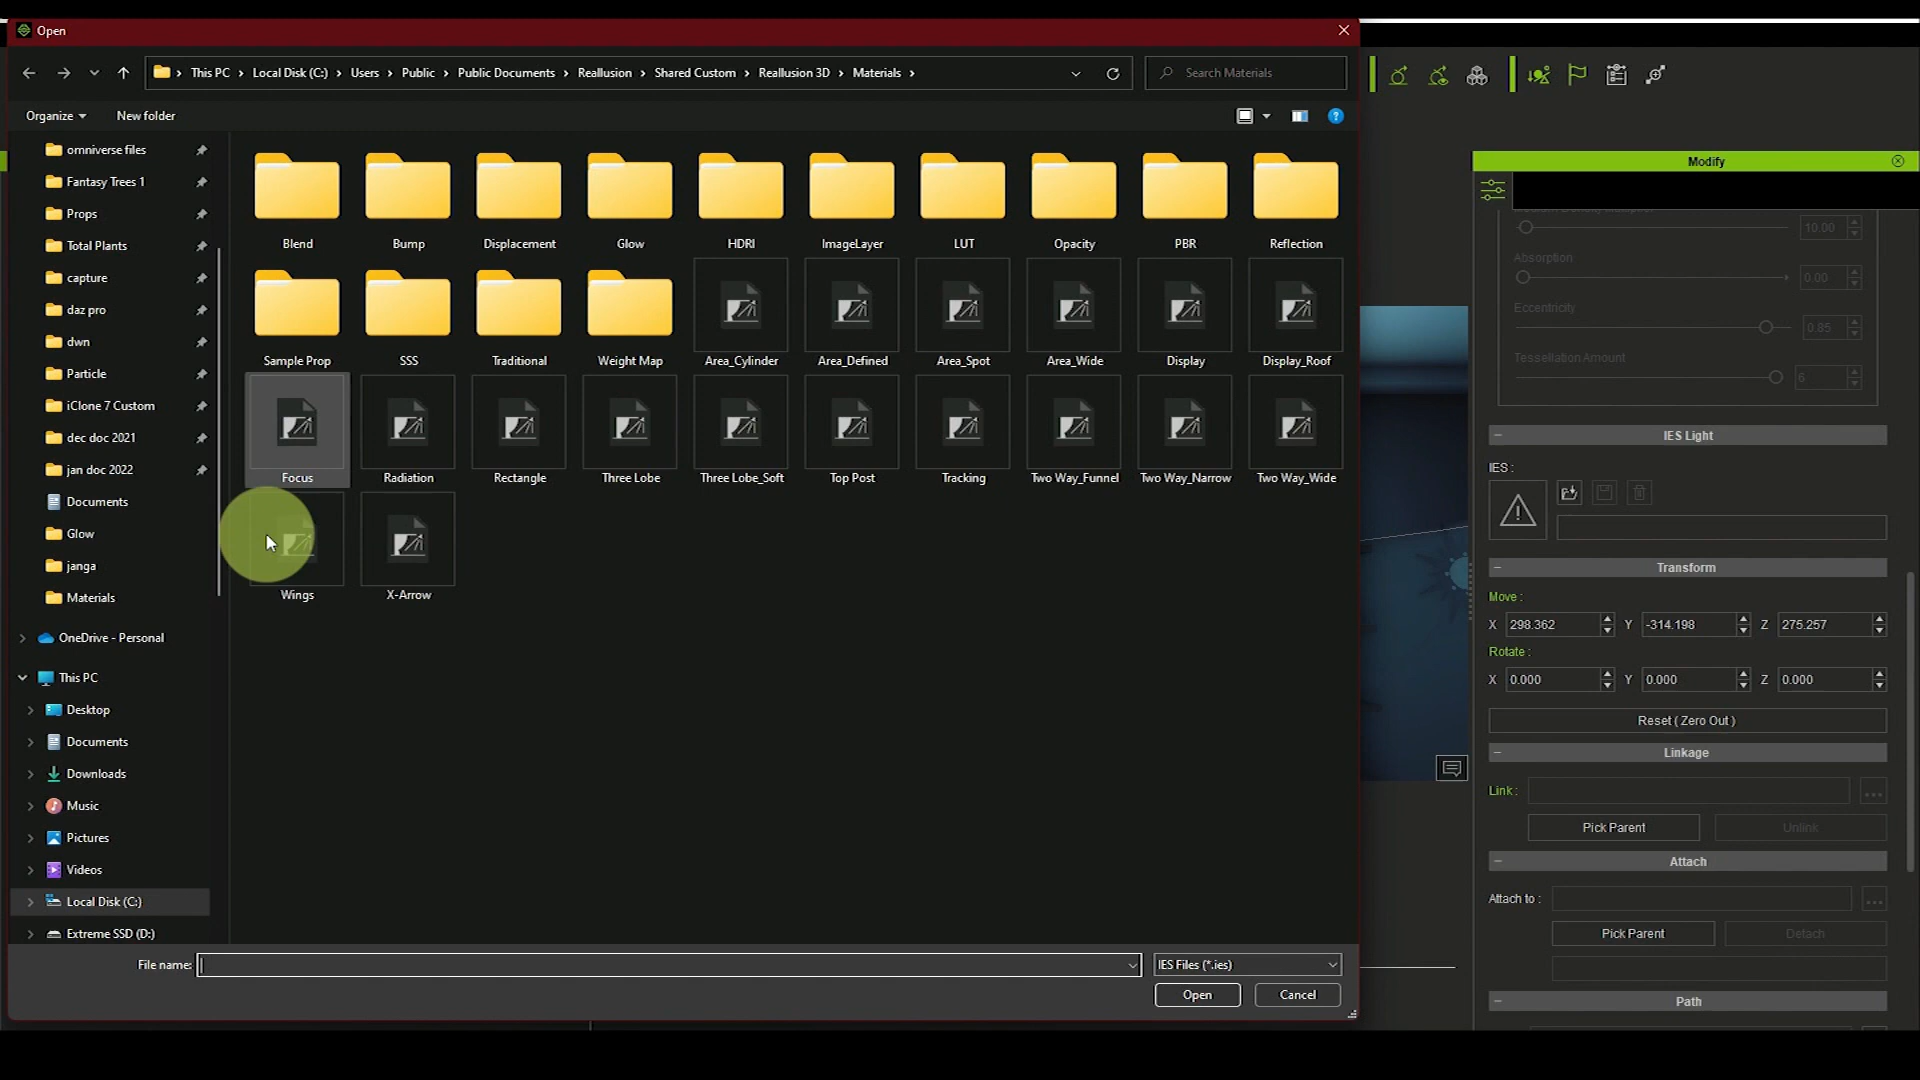 Open
This PC
Local Disk (C:)
Users
Public
Public Documents
Reallusion
Shared Custom
Reallusion 3D
Materials
Search Materials
Organize
New folder
omniverse files
Fantasy Trees 1
Props
Total Plants
capture
daz pro
dwn
Particle
iClone 7 Custom
dec doc 2021
jan doc 2022
Documents
Glow
janga
Materials
OneDrive - Personal
This PC
Desktop
Documents
Downloads
Music
Pictures
Videos
Local Disk (C:)
Extreme SSD (D:)
Blend
Bump
Displacement
Glow
HDRI
ImageLayer
LUT
Opacity
PBR
Reflection
Sample Prop
SSS
Traditional
Weight Map
Area_Cylinder
Area_Defined
Area_Spot
Area_Wide
Display
Display_Roof
Focus
Radiation
Rectangle
Three Lobe
Three Lobe_Soft
Top Post
Tracking
Two Way_Funnel
Two Way_Narrow
Two Way_Wide
Wings
X-Arrow
File name:
IES Files (*.ies)
Open
Cancel
Modify
10.00
Absorption
0.00
Eccentricity
0.85
Tessellation Amount
6
IES Light
IES :
Transform
Move :
X 298.362 Y -314.198 Z 275.257
Rotate :
X 0.000 Y 0.000 Z 0.000
Reset ( Zero Out )
Linkage
Link :
...
Pick Parent
Unlink
Attach
Attach to :
...
Pick Parent
Detach
Path